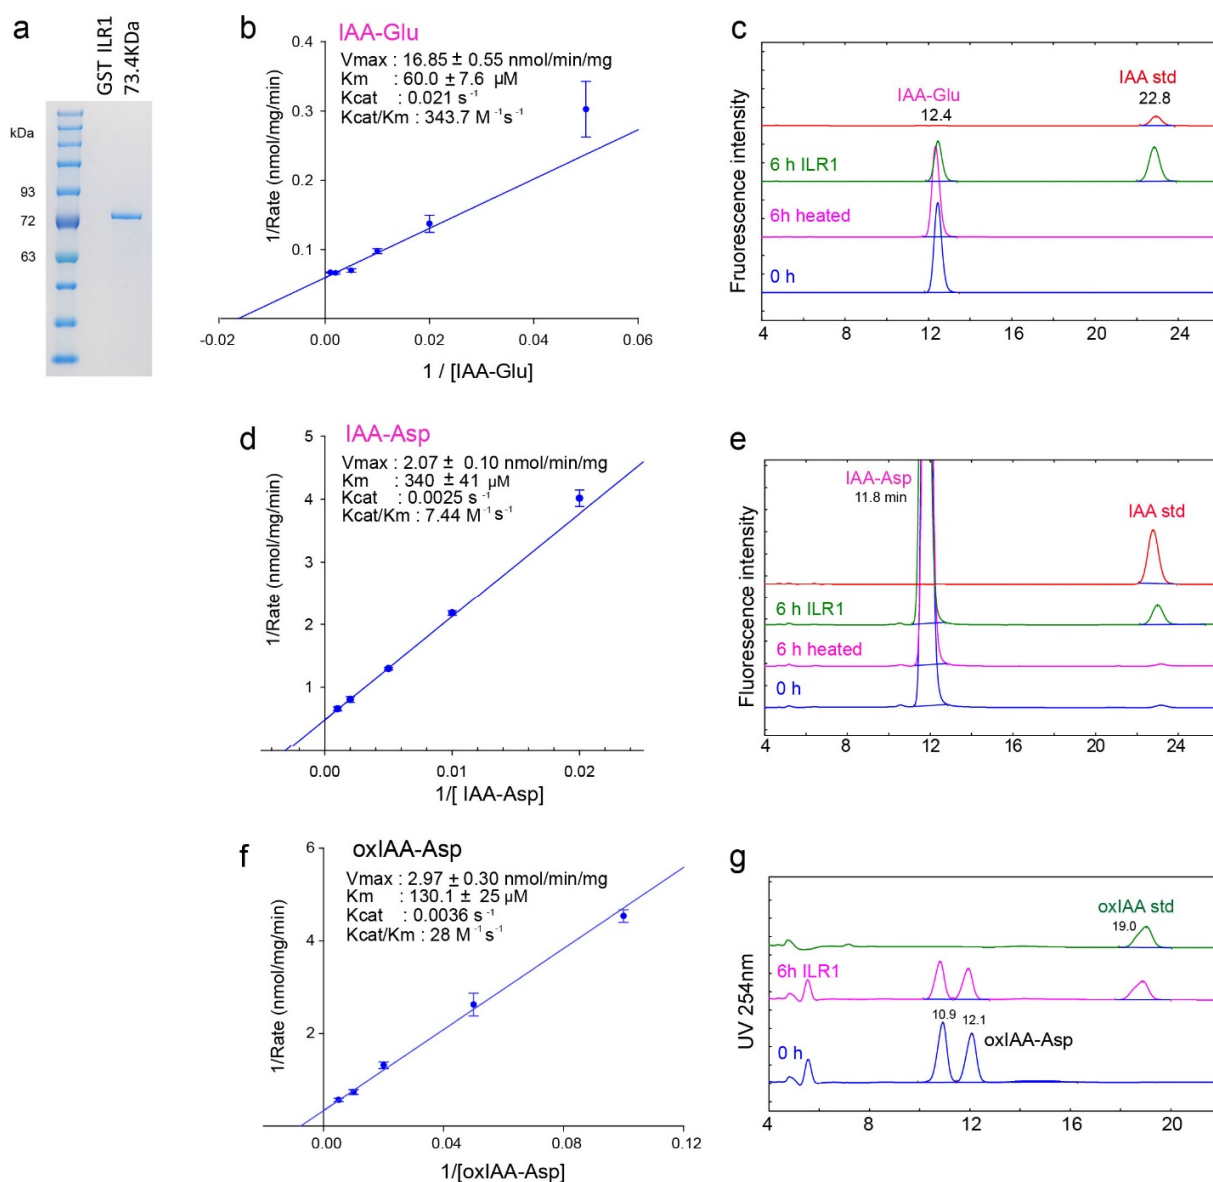 a
GST ILR1
73.4KDa
kDa
93
72
63
b
IAA-Glu
Vmax : 16.85 ± 0.55 nmol/min/mg
Km : 60.0 ± 7.6 µM
Kcat : 0.021 s⁻¹
Kcat/Km : 343.7 M⁻¹s⁻¹
1/Rate (nmol/mg/min)
0.4
0.3
0.2
0.1
-0.02
0.00
0.02
0.04
0.06
1 / [IAA-Glu]
c
Fruorescence intensity
IAA std
22.8
IAA-Glu
12.4
6 h ILR1
6h heated
0 h
4
8
12
16
20
24
d
IAA-Asp
Vmax : 2.07 ± 0.10 nmol/min/mg
Km : 340 ± 41 µM
Kcat : 0.0025 s⁻¹
Kcat/Km : 7.44 M⁻¹s⁻¹
1/Rate (nmol/mg/min)
5
4
3
2
1
0.00
0.01
0.02
1/[ IAA-Asp]
e
Fluorescence intensity
IAA-Asp
11.8 min
IAA std
6 h ILR1
6 h heated
0 h
4
8
12
16
20
24
f
oxIAA-Asp
Vmax : 2.97 ± 0.30 nmol/min/mg
Km : 130.1 ± 25 µM
Kcat : 0.0036 s⁻¹
Kcat/Km : 28 M⁻¹s⁻¹
1/Rate (nmol/mg/min)
6
4
2
0.00
0.04
0.08
0.12
1/[oxIAA-Asp]
g
UV 254nm
oxIAA std
19.0
6h ILR1
10.9
12.1
oxIAA-Asp
0 h
4
8
12
16
20